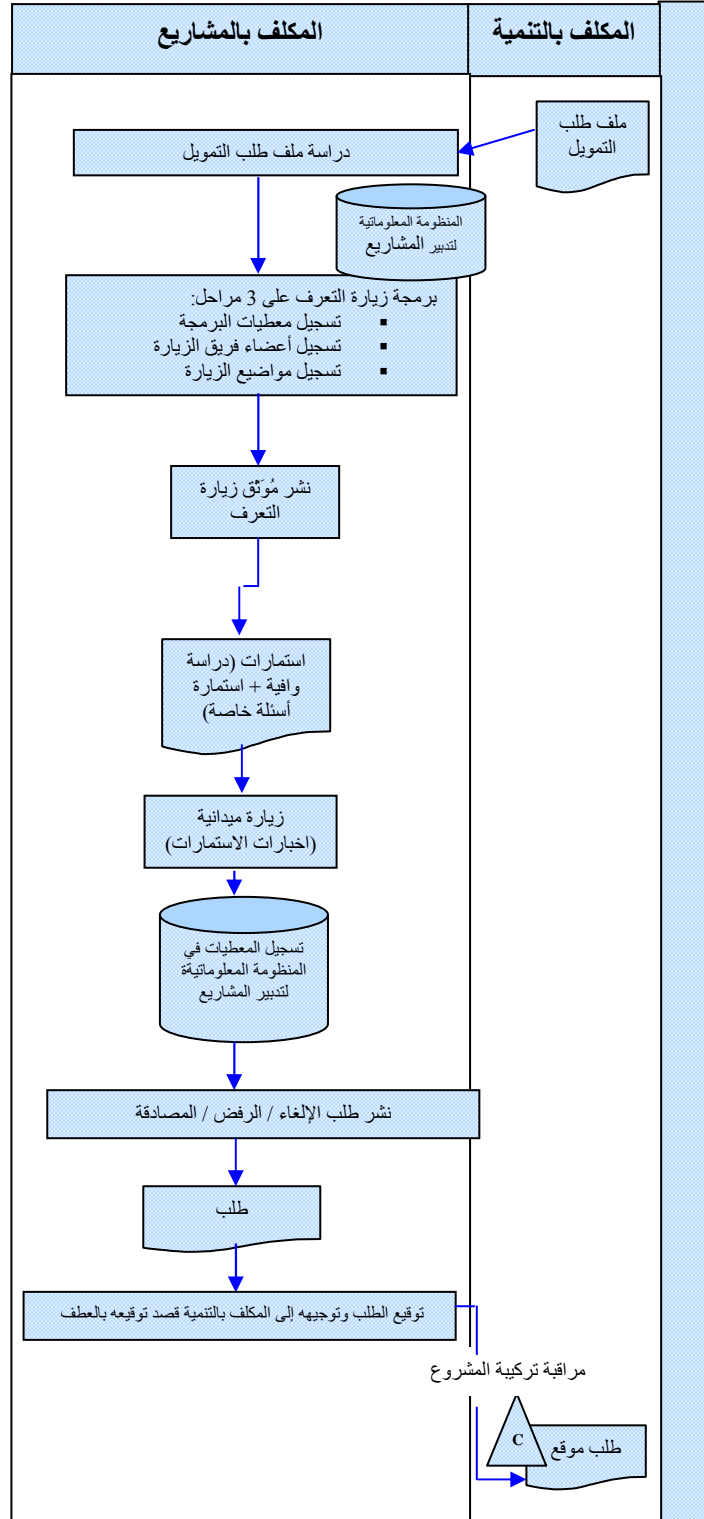 المكلف بالمشاريع
المكلف بالتنمية
ملف طلب
التمويل
دراسة ملف طلب التمويل
المنظومة المعلوماتية
لتدبير المشاريع
برمجة زيارة التعرف على 3 مراحل:
▪ تسجيل معطيات البرمجة
▪ تسجيل أعضاء فريق الزيارة
▪ تسجيل مواضيع الزيارة
نشر مُوَثَّق زيارة
التعرف
استمارات (دراسة
وافية + استمارة
أسئلة خاصة)
زيارة ميدانية
(اخبارات الاستمارات)
تسجيل المعطيات في
المنظومة المعلوماتيةة
لتدبير المشاريع
نشر طلب الإلغاء / الرفض / المصادقة
طلب
توقيع الطلب وتوجيهه إلى المكلف بالتنمية قصد توقيعه بالعطف
مراقبة تركيبة المشروع
C
طلب موقع